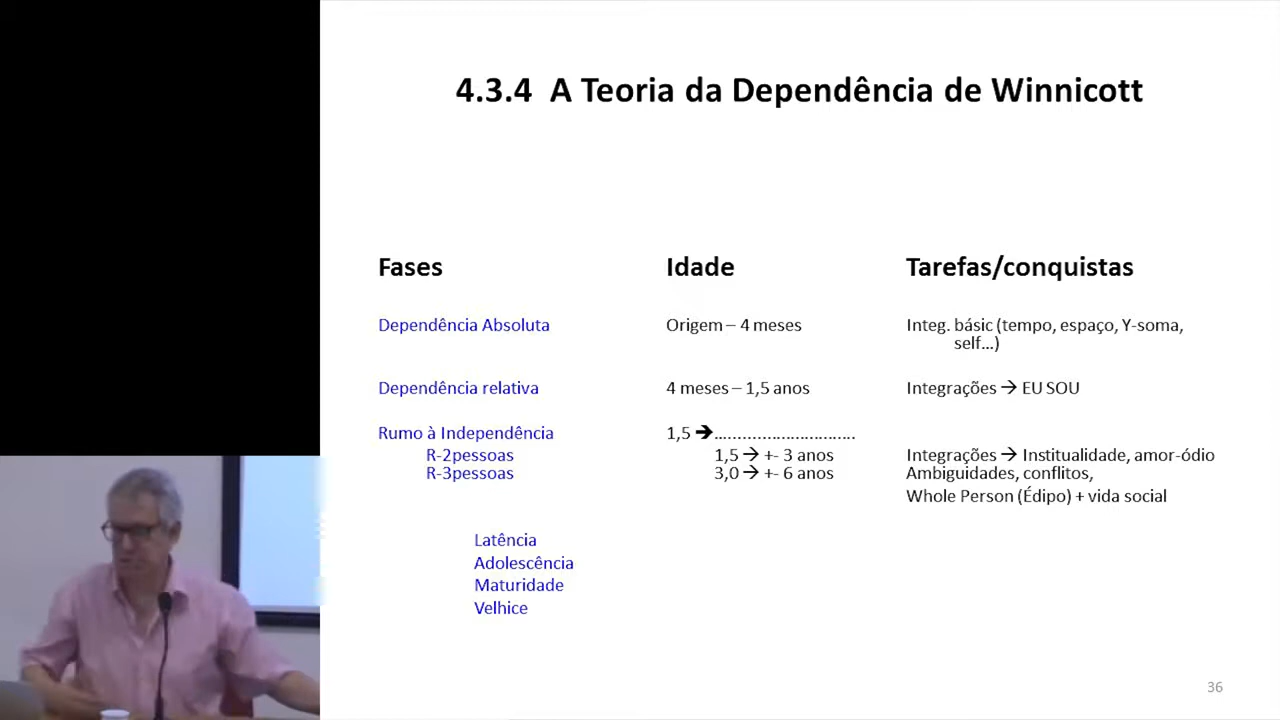 4.3.4 A Teoria da Dependência de Winnicott
Fases Idade Tarefas/conquistas
Dependência Absoluta Origem – 4 meses Integ. básic (tempo, espaço, Y-soma,
self...)
Dependência relativa 4 meses – 1,5 anos Integrações → EU SOU
Rumo à Independência 1,5 ➔................................
R-2pessoas 1,5 → +- 3 anos Integrações → Institualidade, amor-ódio
R-3pessoas 3,0 → +- 6 anos Ambiguidades, conflitos,
Whole Person (Édipo) + vida social
Latência
Adolescência
Maturidade
Velhice
36